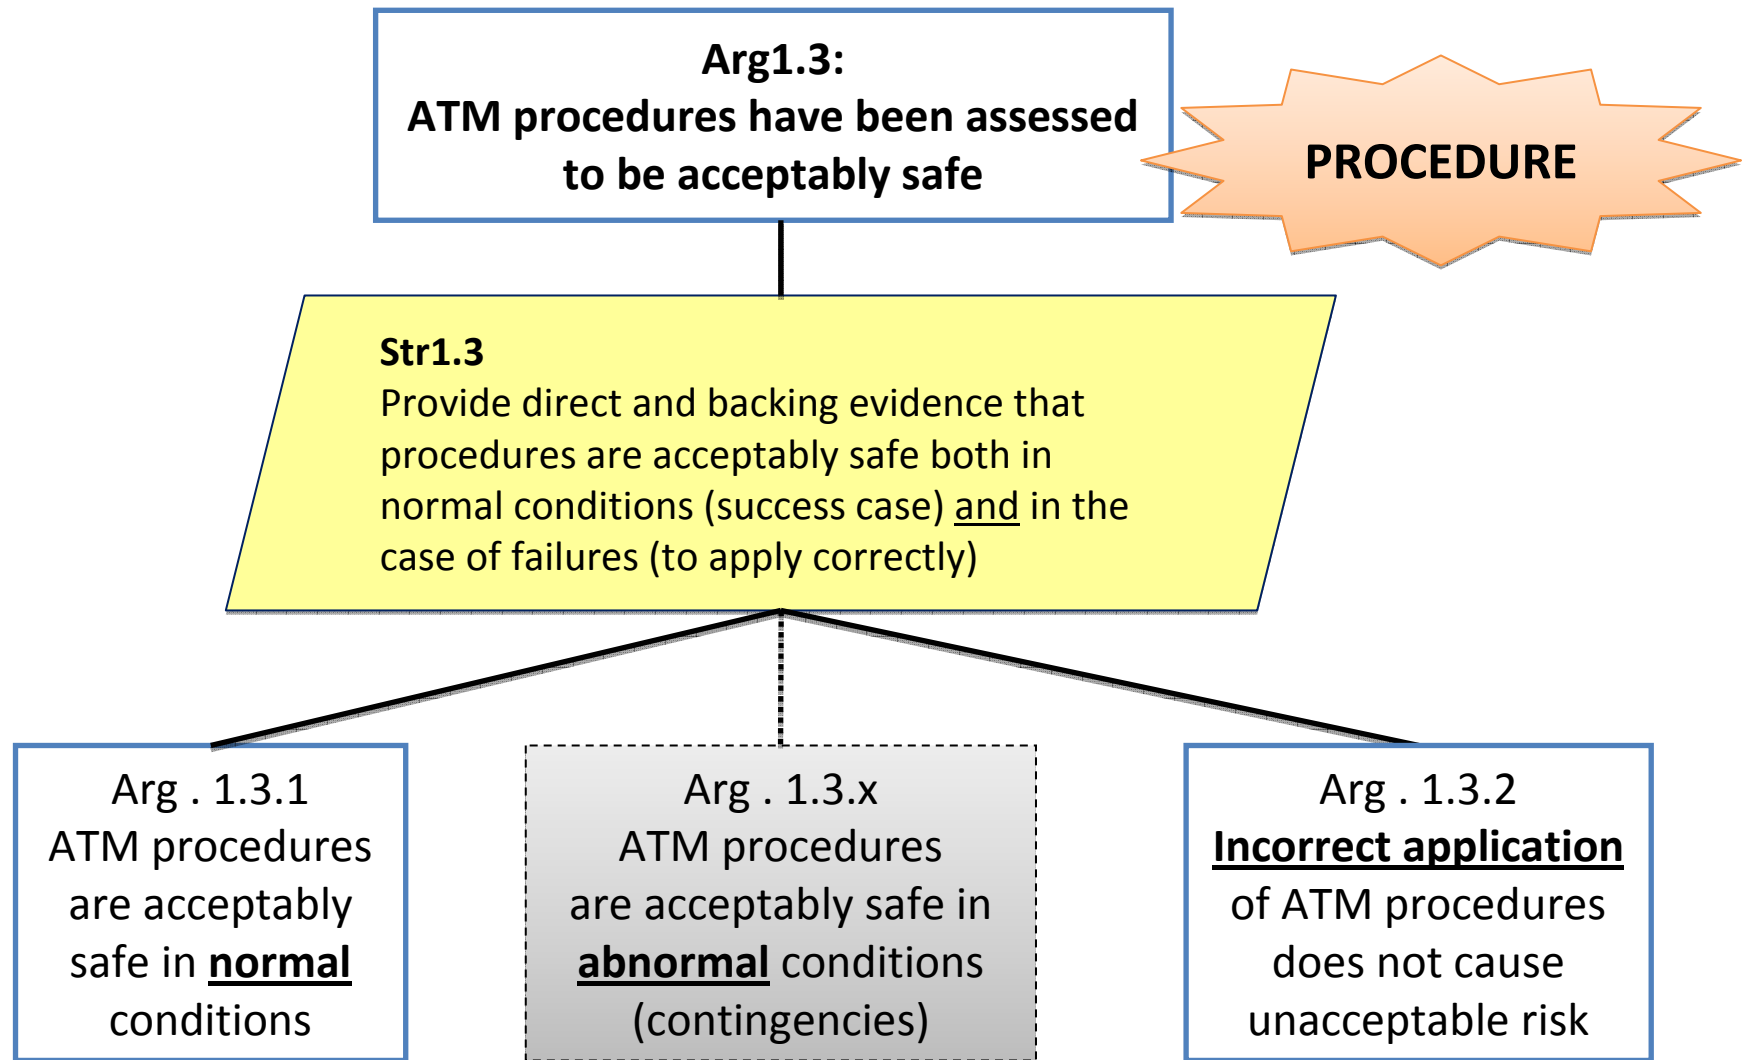 Arg1.3:
ATM procedures have been assessed
to be acceptably safe
PROCEDURE
Str1.3
Provide direct and backing evidence that
procedures are acceptably safe both in
normal conditions (success case) and in the
case of failures (to apply correctly)
Arg . 1.3.1
ATM procedures
are acceptably
safe in normal
conditions
Arg . 1.3.x
ATM procedures
are acceptably safe in
abnormal conditions
(contingencies)
Arg . 1.3.2
Incorrect application
of ATM procedures
does not cause
unacceptable risk